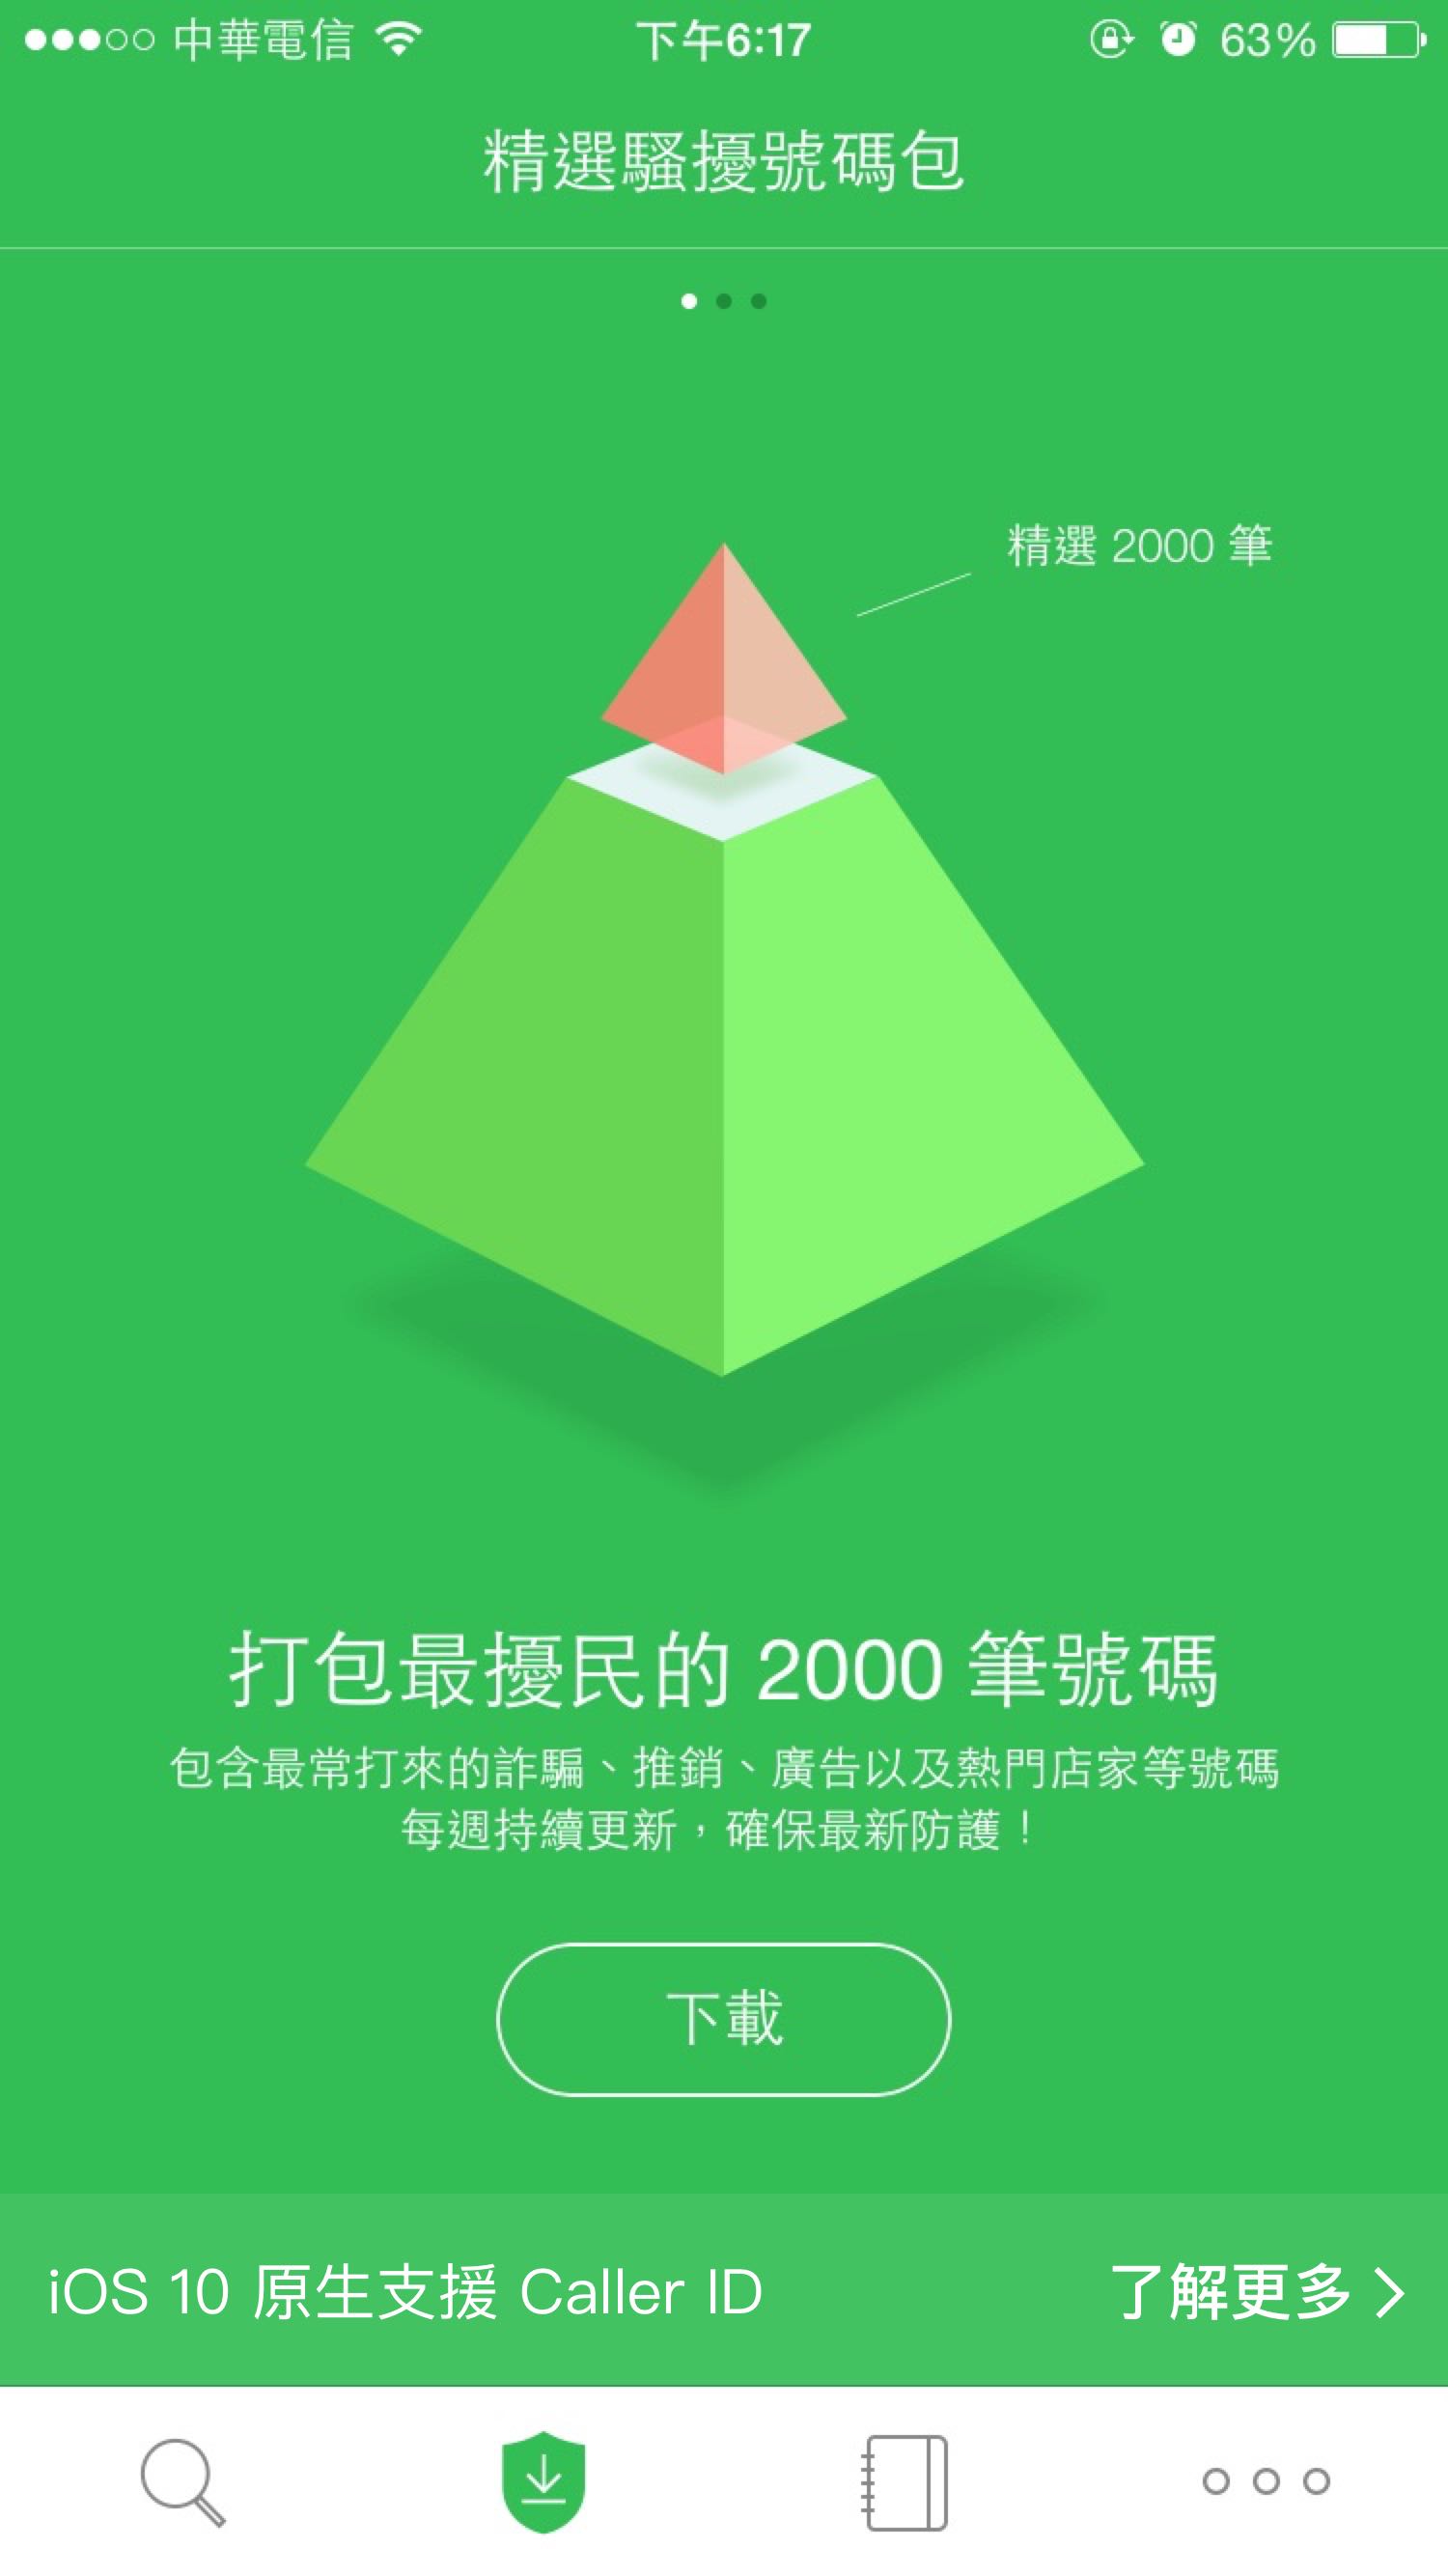 中華電信
下午6:17
63%
精選騷擾號碼包
精選 2000 筆
打包最擾民的 2000 筆號碼
包含最常打來的詐騙、推銷、廣告以及熱門店家等號碼
每週持續更新，確保最新防護！
下載
iOS 10 原生支援 Caller ID
了解更多